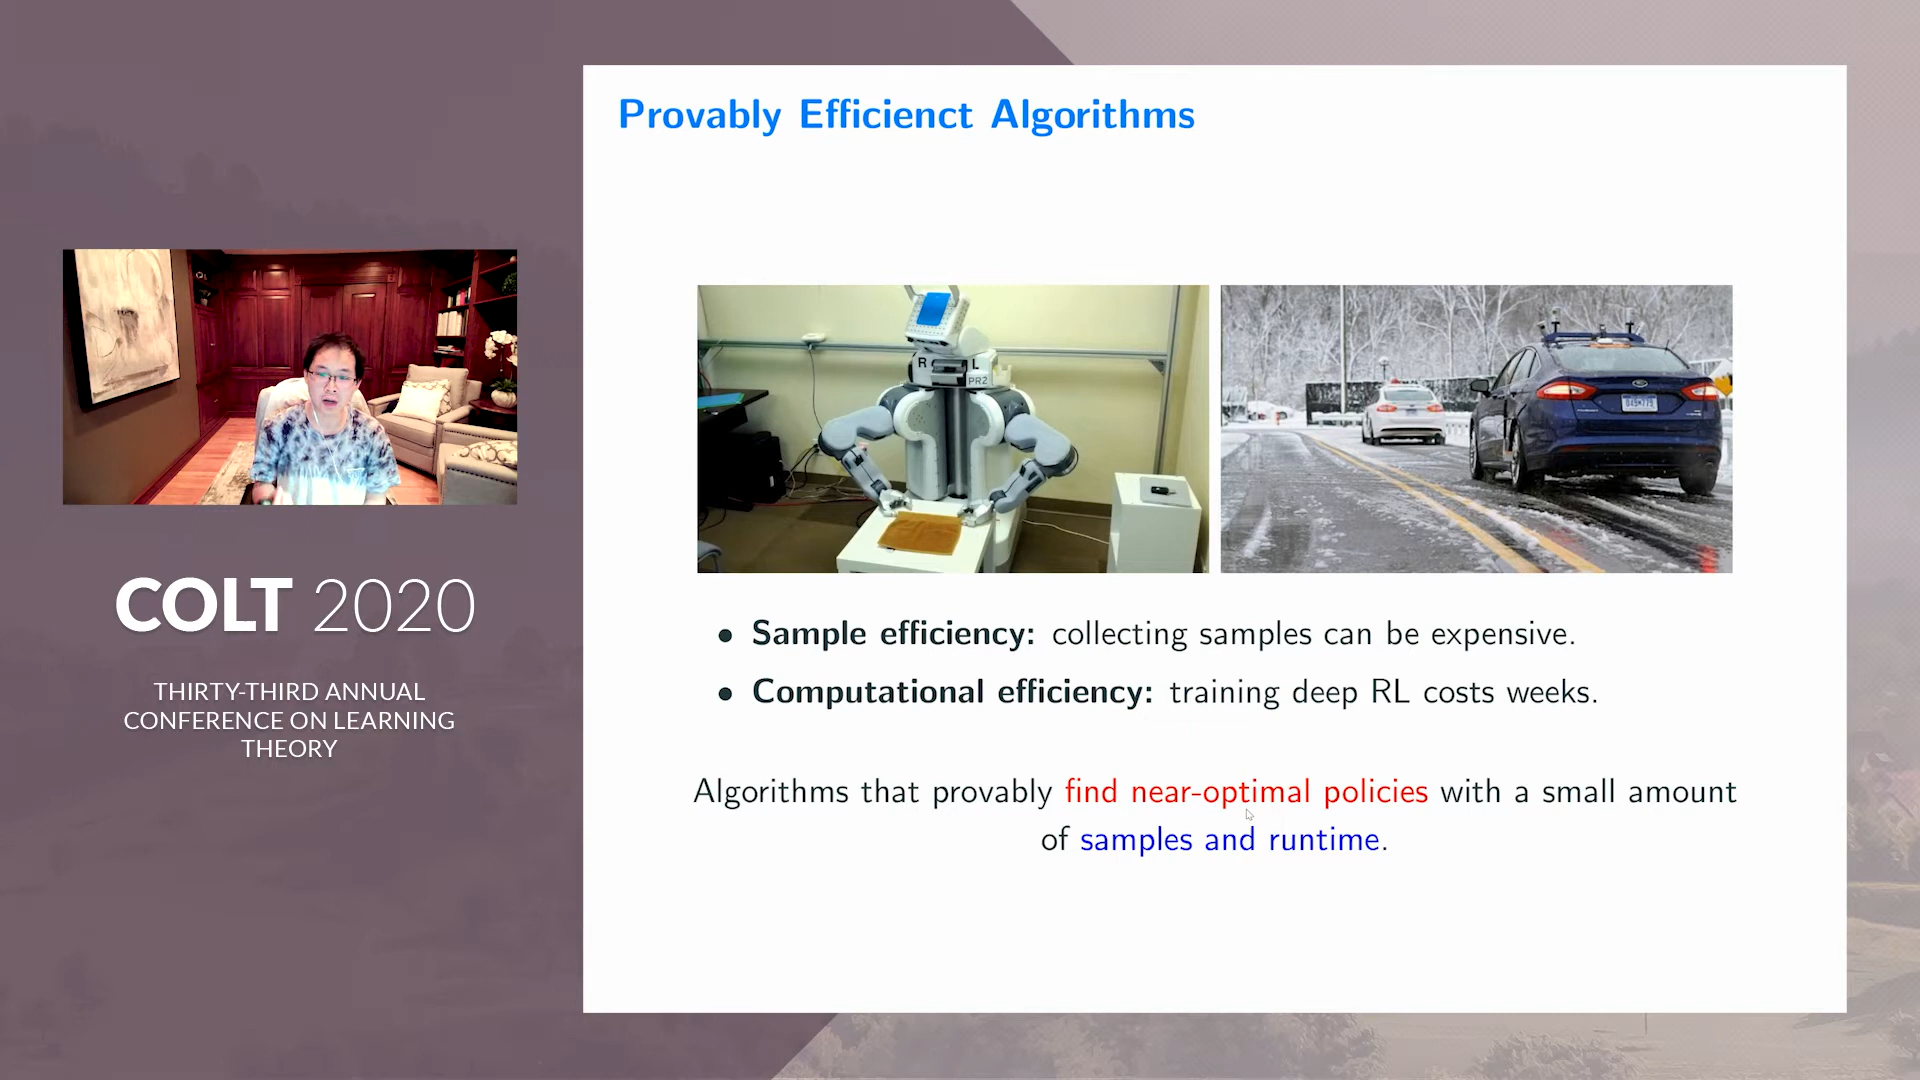 Provably Efficienct Algorithms
R
L
PR2
COLT 2020
THIRTY-THIRD ANNUAL
CONFERENCE ON LEARNING
THEORY
• Sample efficiency: collecting samples can be expensive.
• Computational efficiency: training deep RL costs weeks.
Algorithms that provably find near-optimal policies with a small amount
of samples and runtime.